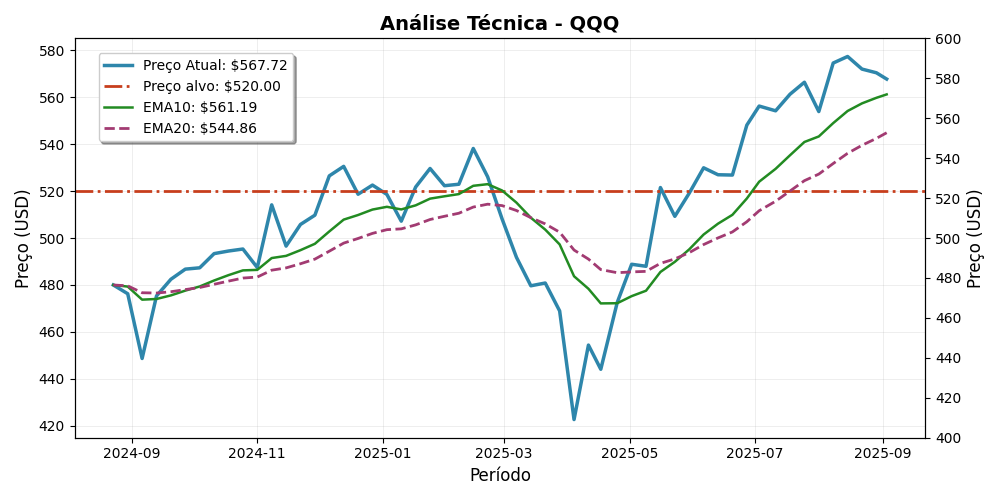 Análise Técnica - QQQ
Preço Atual: $567.72
Preço alvo: $520.00
EMA10: $561.19
EMA20: $544.86
Preço (USD)
580
560
540
520
500
480
460
440
420
600
580
560
540
520
500
480
460
440
420
400
Preço (USD)
2024-09 2024-11 2025-01 2025-03 2025-05 2025-07 2025-09
Período